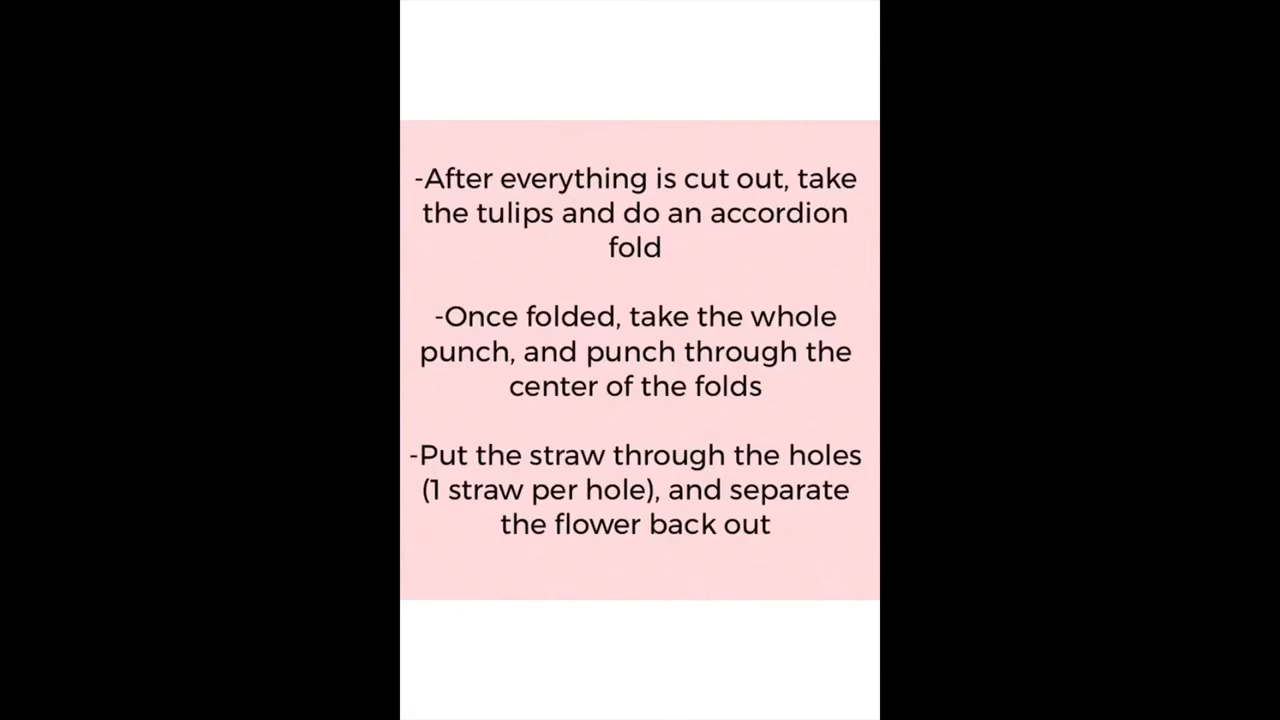 -After everything is cut out, take
the tulips and do an accordion
fold
-Once folded, take the whole
punch, and punch through the
center of the folds
-Put the straw through the holes
(1 straw per hole), and separate
the flower back out